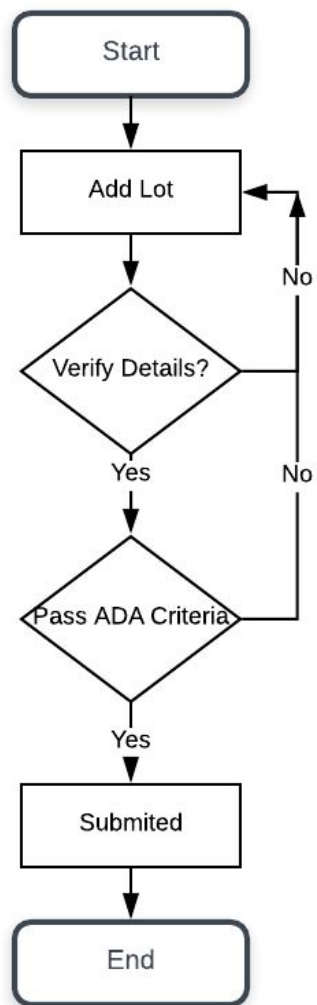 Start
Add Lot
No
Verify Details?
Yes
No
Pass ADA Criteria
Yes
Submited
End